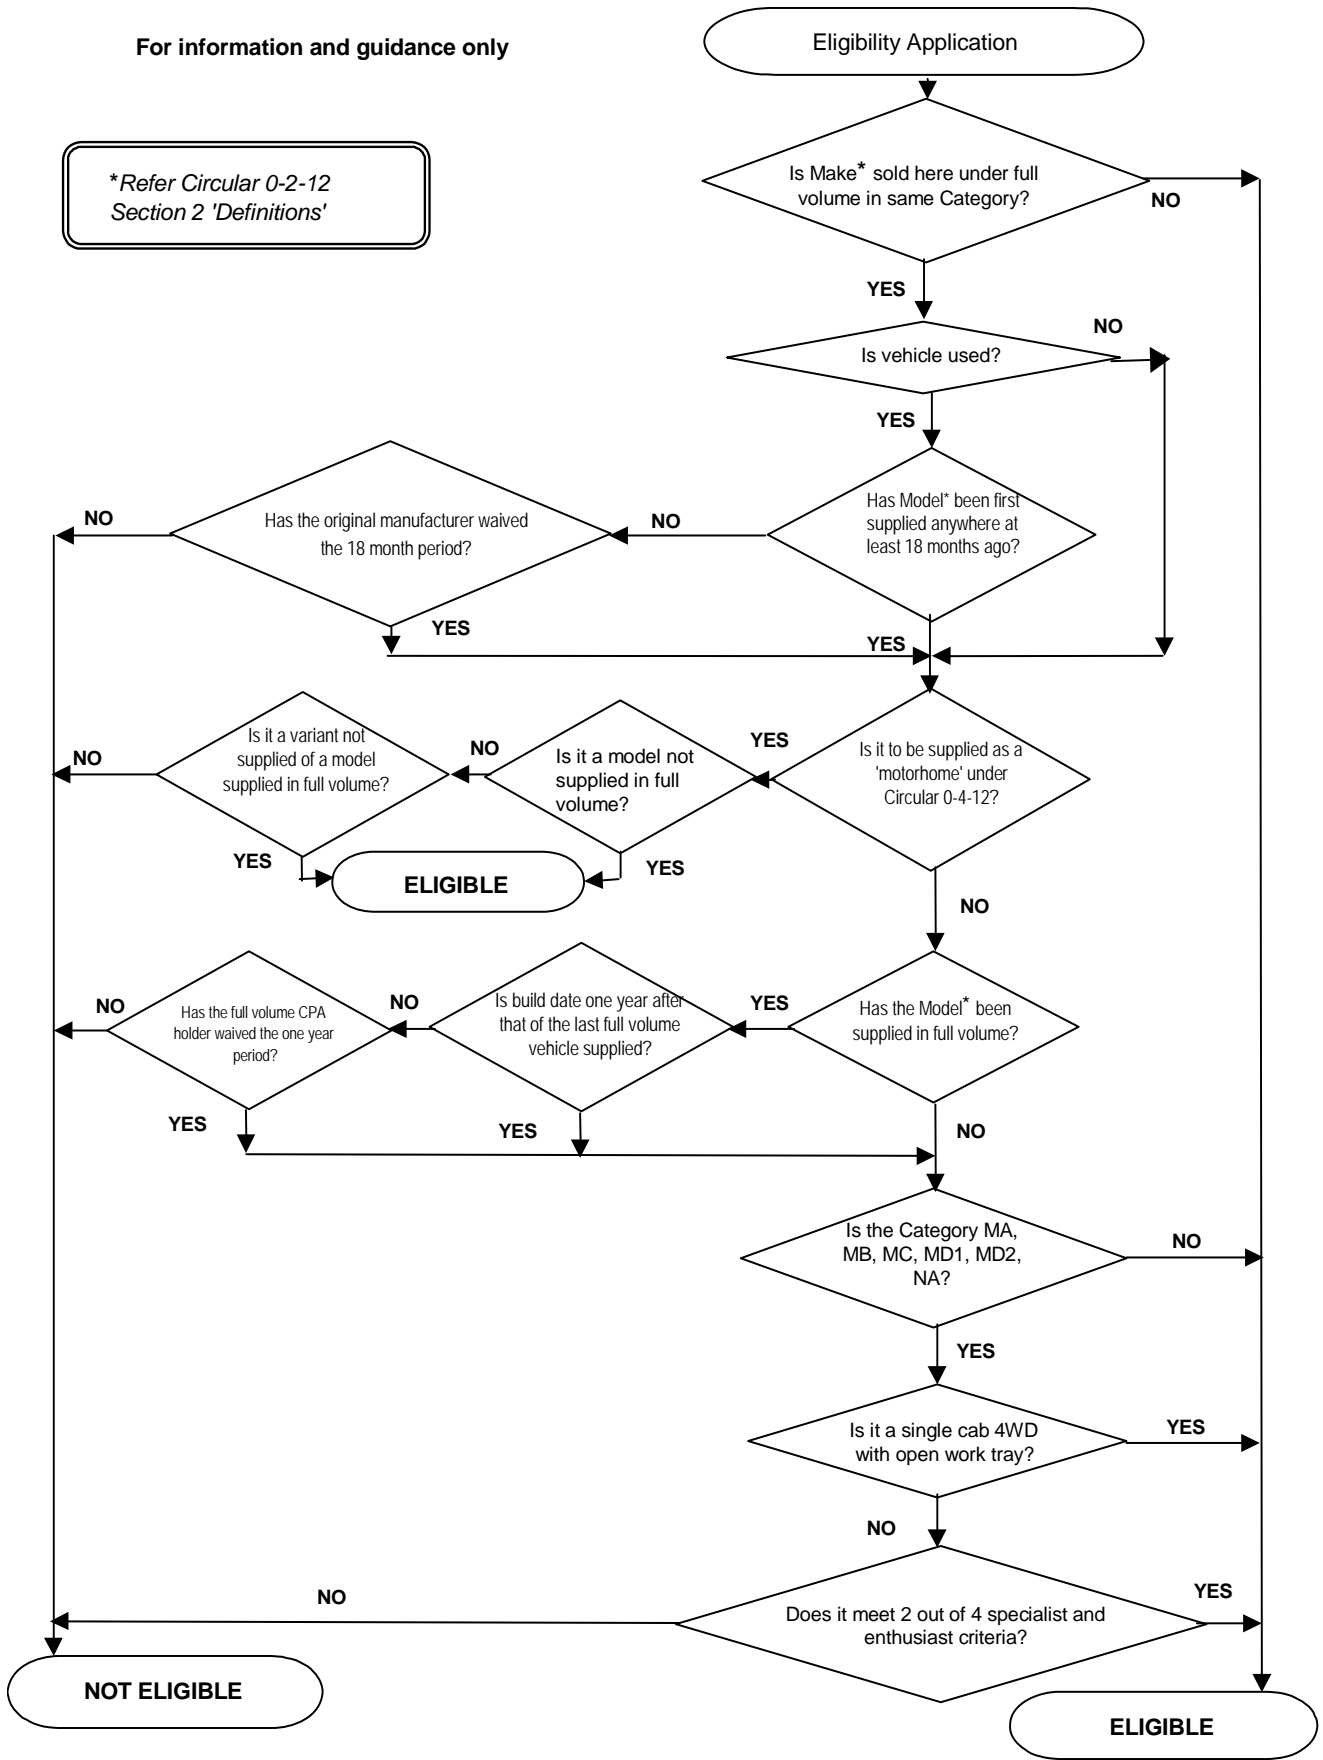 For information and guidance only
Eligibility Application
*Refer Circular 0-2-12
Section 2 'Definitions'
Is Make* sold here under full
volume in same Category?
NO
YES
Is vehicle used?
NO
YES
Has Model* been first
supplied anywhere at
least 18 months ago?
NO
Has the original manufacturer waived
the 18 month period?
NO
YES
YES
Is it to be supplied as a
'motorhome' under
Circular 0-4-12?
YES
Is it a model not
supplied in full
volume?
NO
Is it a variant not
supplied of a model
supplied in full volume?
NO
YES
YES
ELIGIBLE
NO
Has the Model* been
supplied in full volume?
YES
Is build date one year after
that of the last full volume
vehicle supplied?
NO
Has the full volume CPA
holder waived the one year
period?
NO
YES
YES
NO
Is the Category MA,
MB, MC, MD1, MD2,
NA?
NO
YES
Is it a single cab 4WD
with open work tray?
YES
NO
Does it meet 2 out of 4 specialist and
enthusiast criteria?
NO
YES
NOT ELIGIBLE
ELIGIBLE